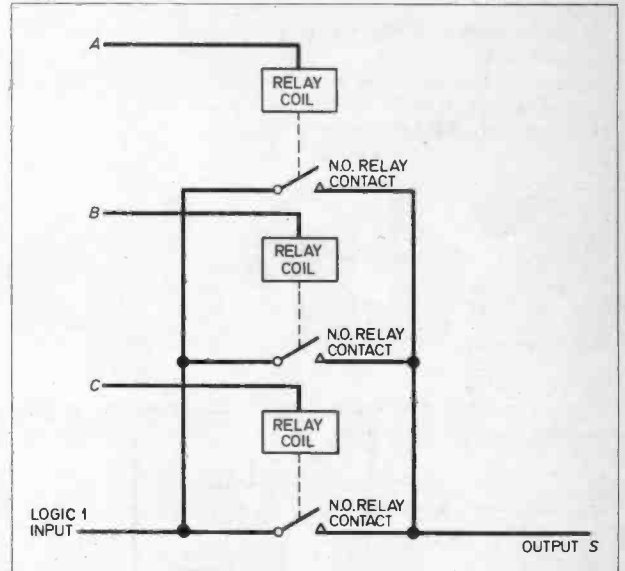 A
RELAY
COIL
N.O. RELAY
CONTACT
B
RELAY
COIL
N.O. RELAY
CONTACT
C
RELAY
COIL
LOGIC 1
INPUT
N.O. RELAY
CONTACT
OUTPUT S